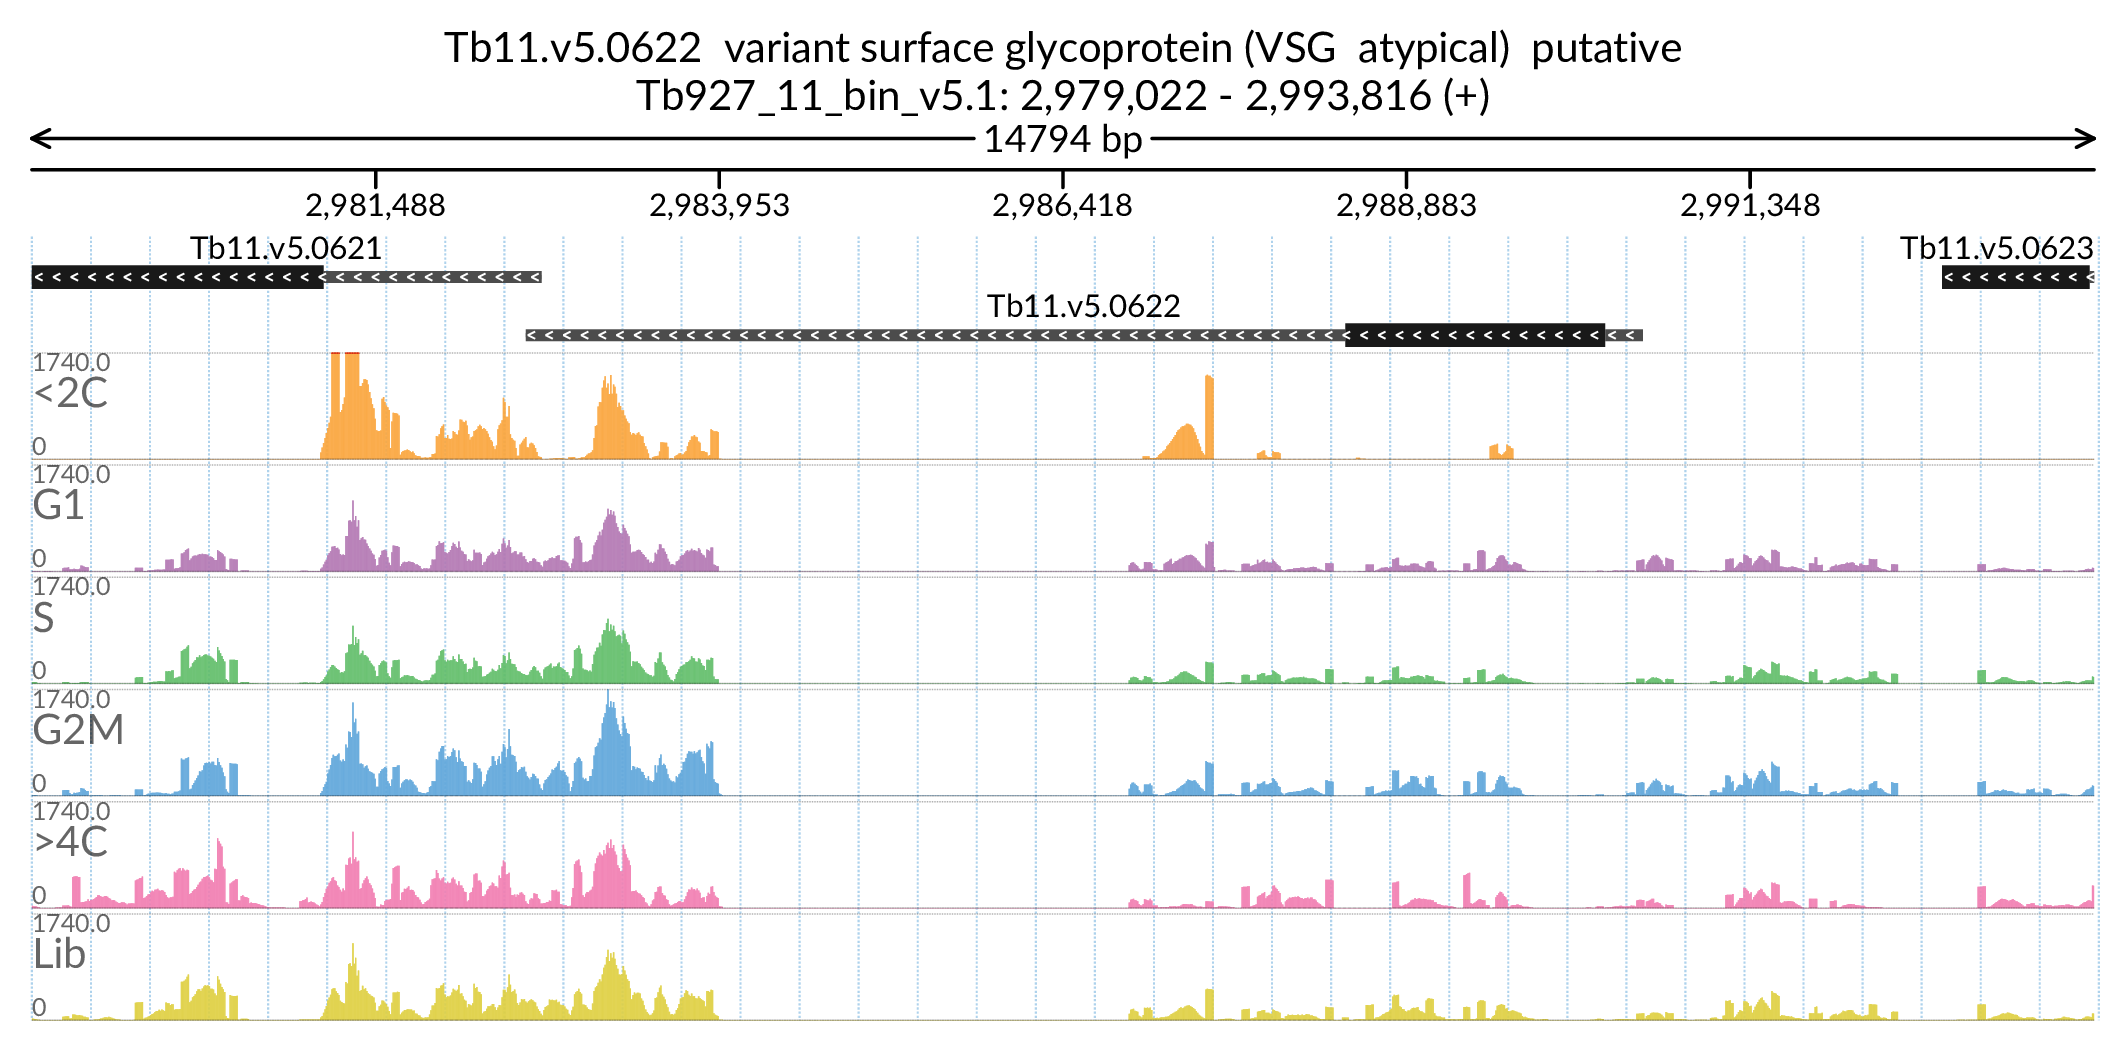 Tb11.v5.0622 variant surface glycoprotein (VSG atypical) putative
Tb927_11_bin_v5.1: 2,979,022 - 2,993,816 (+)
14794 bp
2,981,488 2,983,953 2,986,418 2,988,883 2,991,348
Tb11.v5.0621 Tb11.v5.0623
Tb11.v5.0622
1740.0
<2C
0
1740.0
G1
0
1740.0
S
0
1740.0
G2M
0
1740.0
>4C
0
1740.0
Lib
0